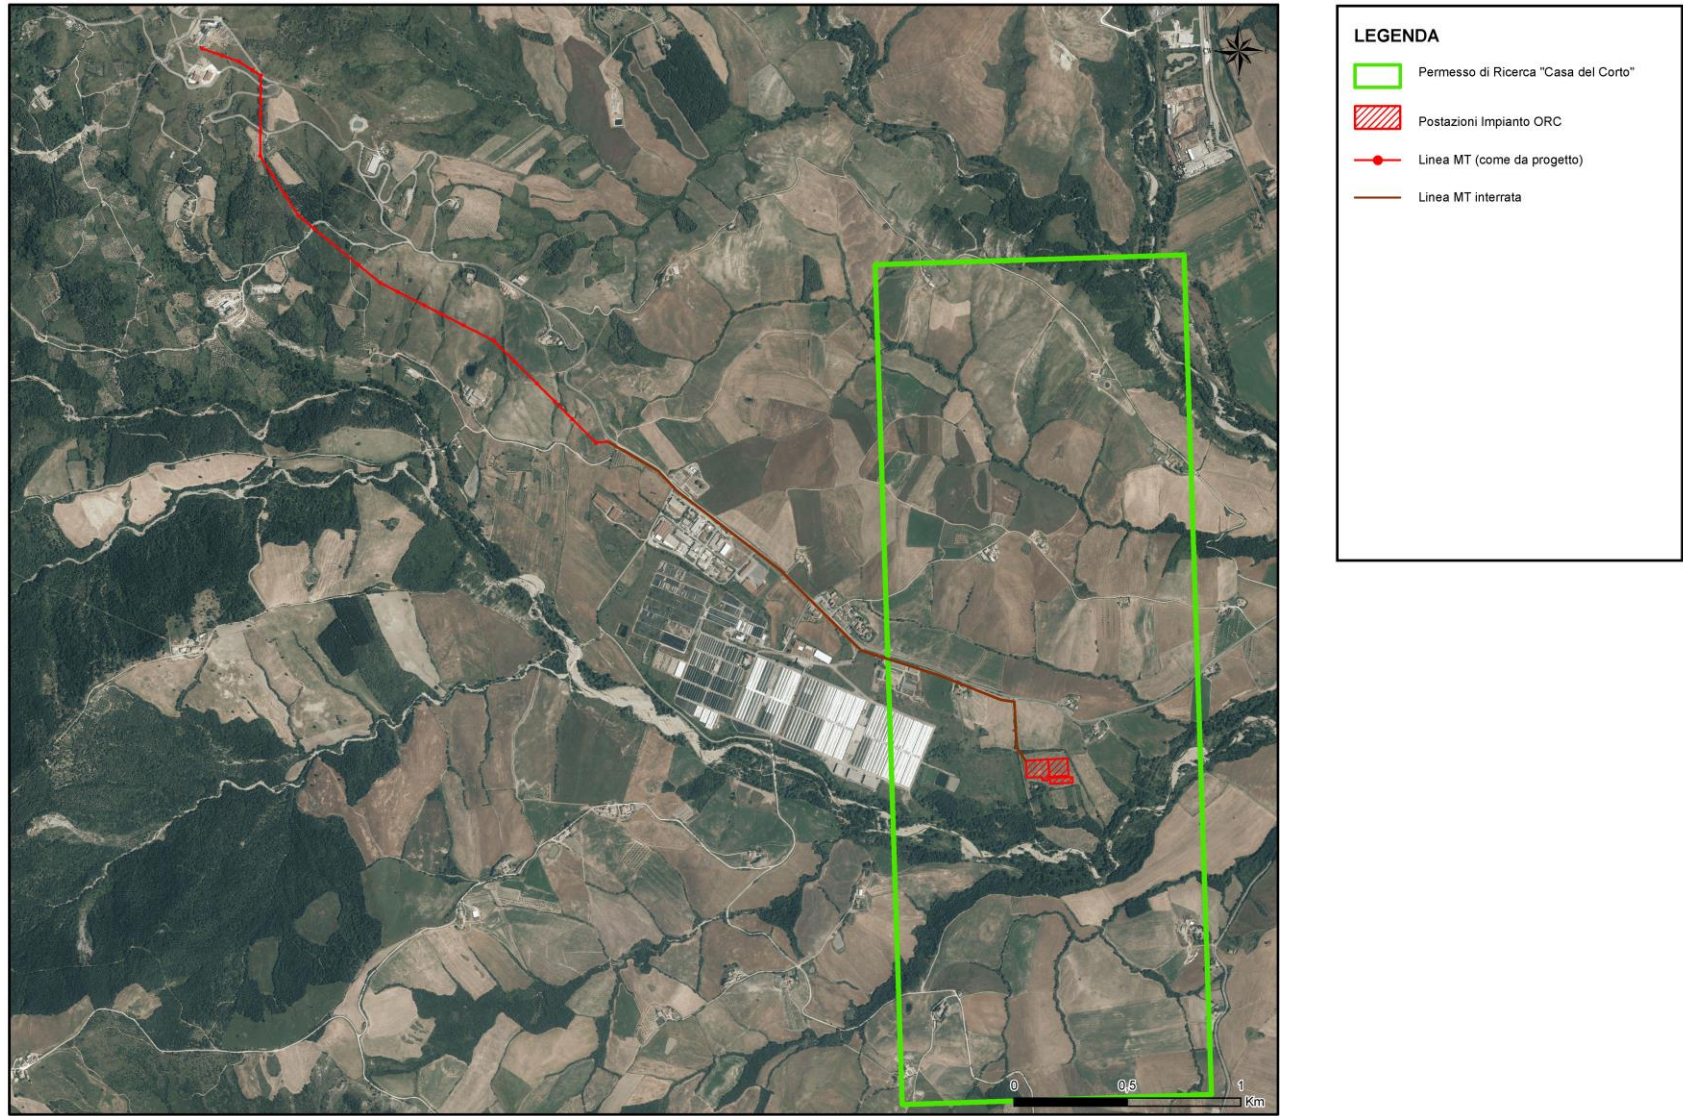 LEGENDA
Permesso di Ricerca "Casa del Corto"
Postazioni Impianto ORC
Linea MT (come da progetto)
Linea MT interrata
0 0,5 1
Km